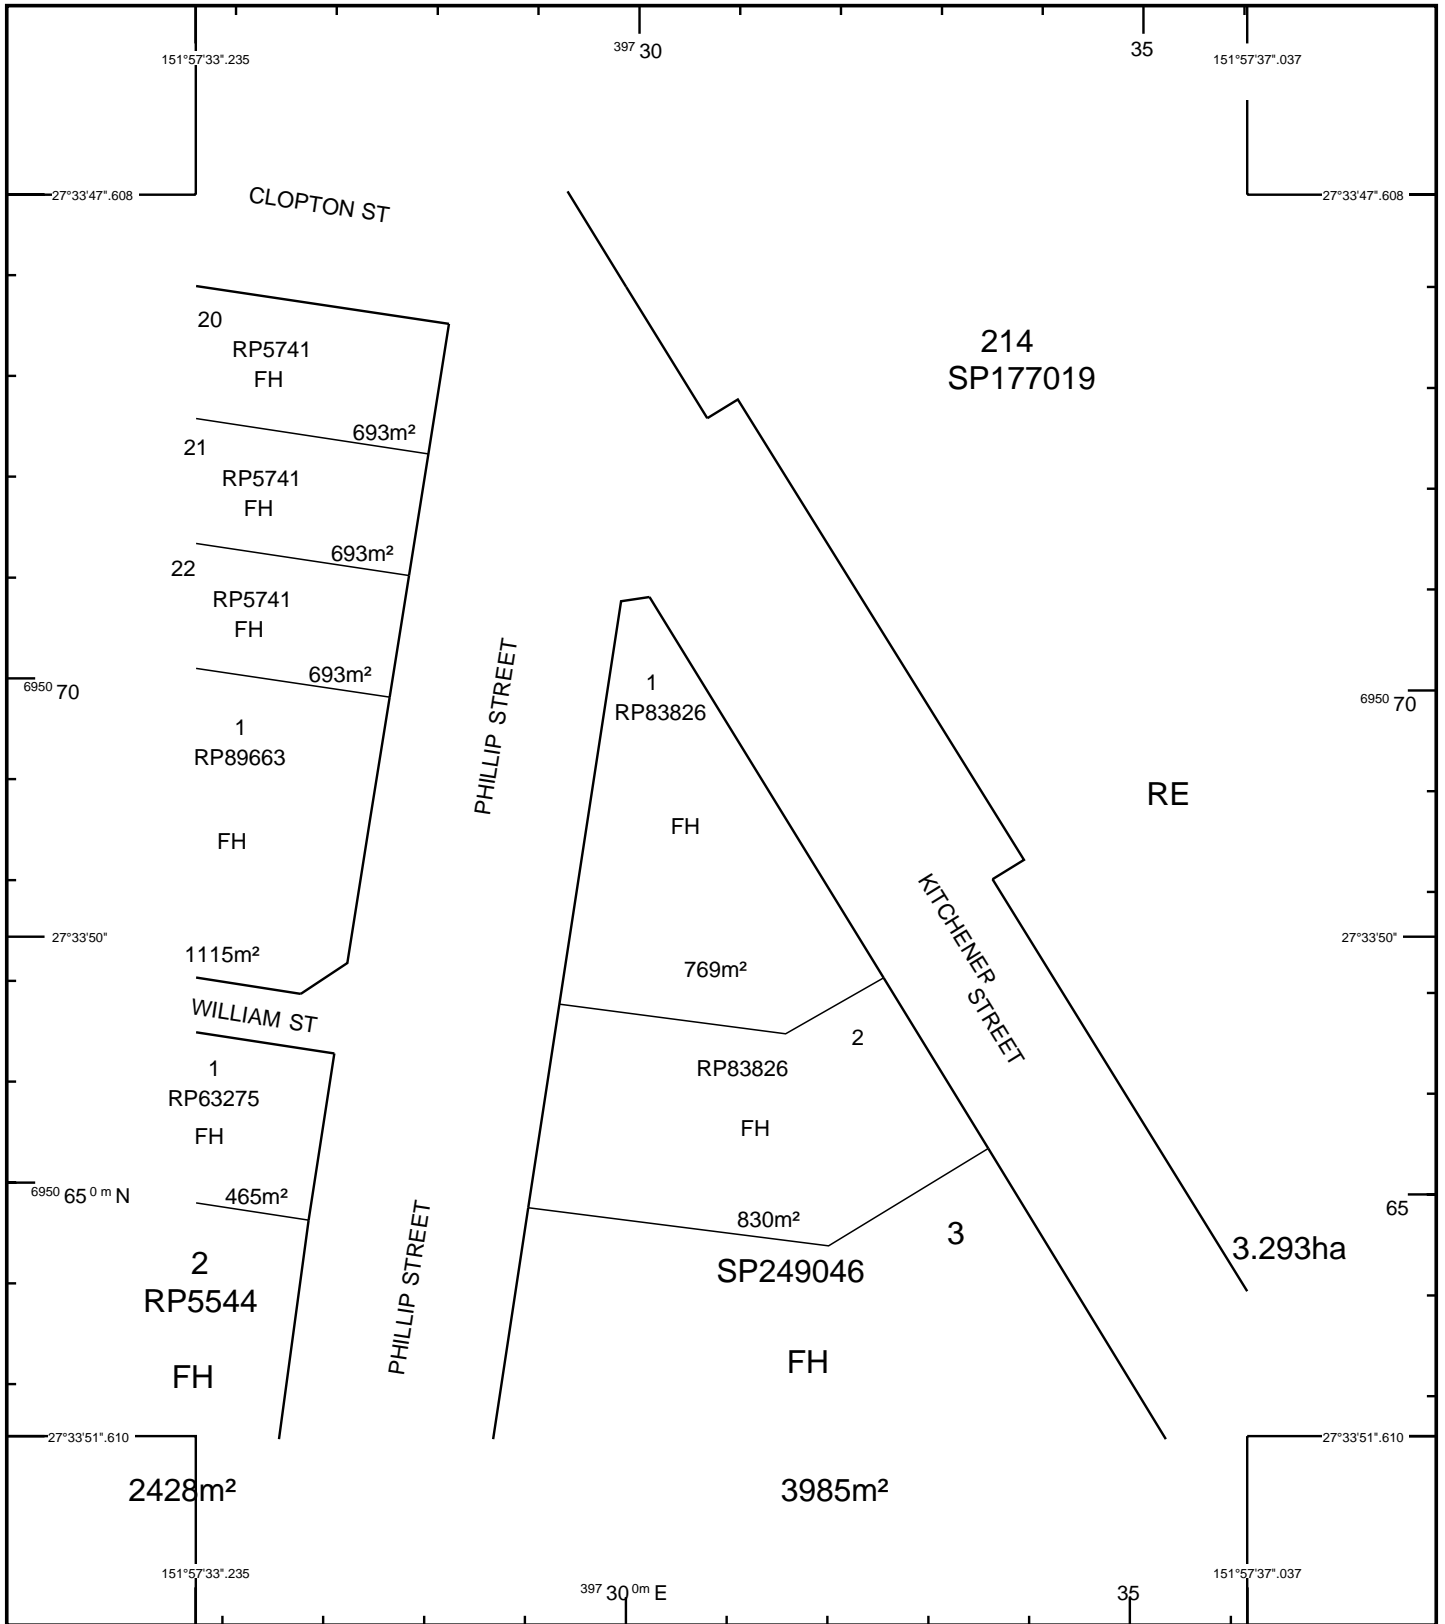 151°57'33".235
397 30
35
151°57'37".037
27°33'47".608
CLOPTON ST
27°33'47".608
20
RP5741
FH
693m²
214
SP177019
21
RP5741
FH
693m²
22
RP5741
FH
693m²
PHILLIP STREET
1
RP83826
6950 70
6950 70
1
RP89663
FH
FH
RE
27°33'50"
1115m²
769m²
KITCHENER STREET
27°33'50"
WILLIAM ST
2
RP83826
FH
1
RP63275
FH
6950 65 0 m N
465m²
830m²
65
PHILLIP STREET
3
SP249046
FH
3.293ha
2
RP5544
FH
27°33'51".610
27°33'51".610
2428m²
3985m²
151°57'33".235
397 30 0m E
35
151°57'37".037